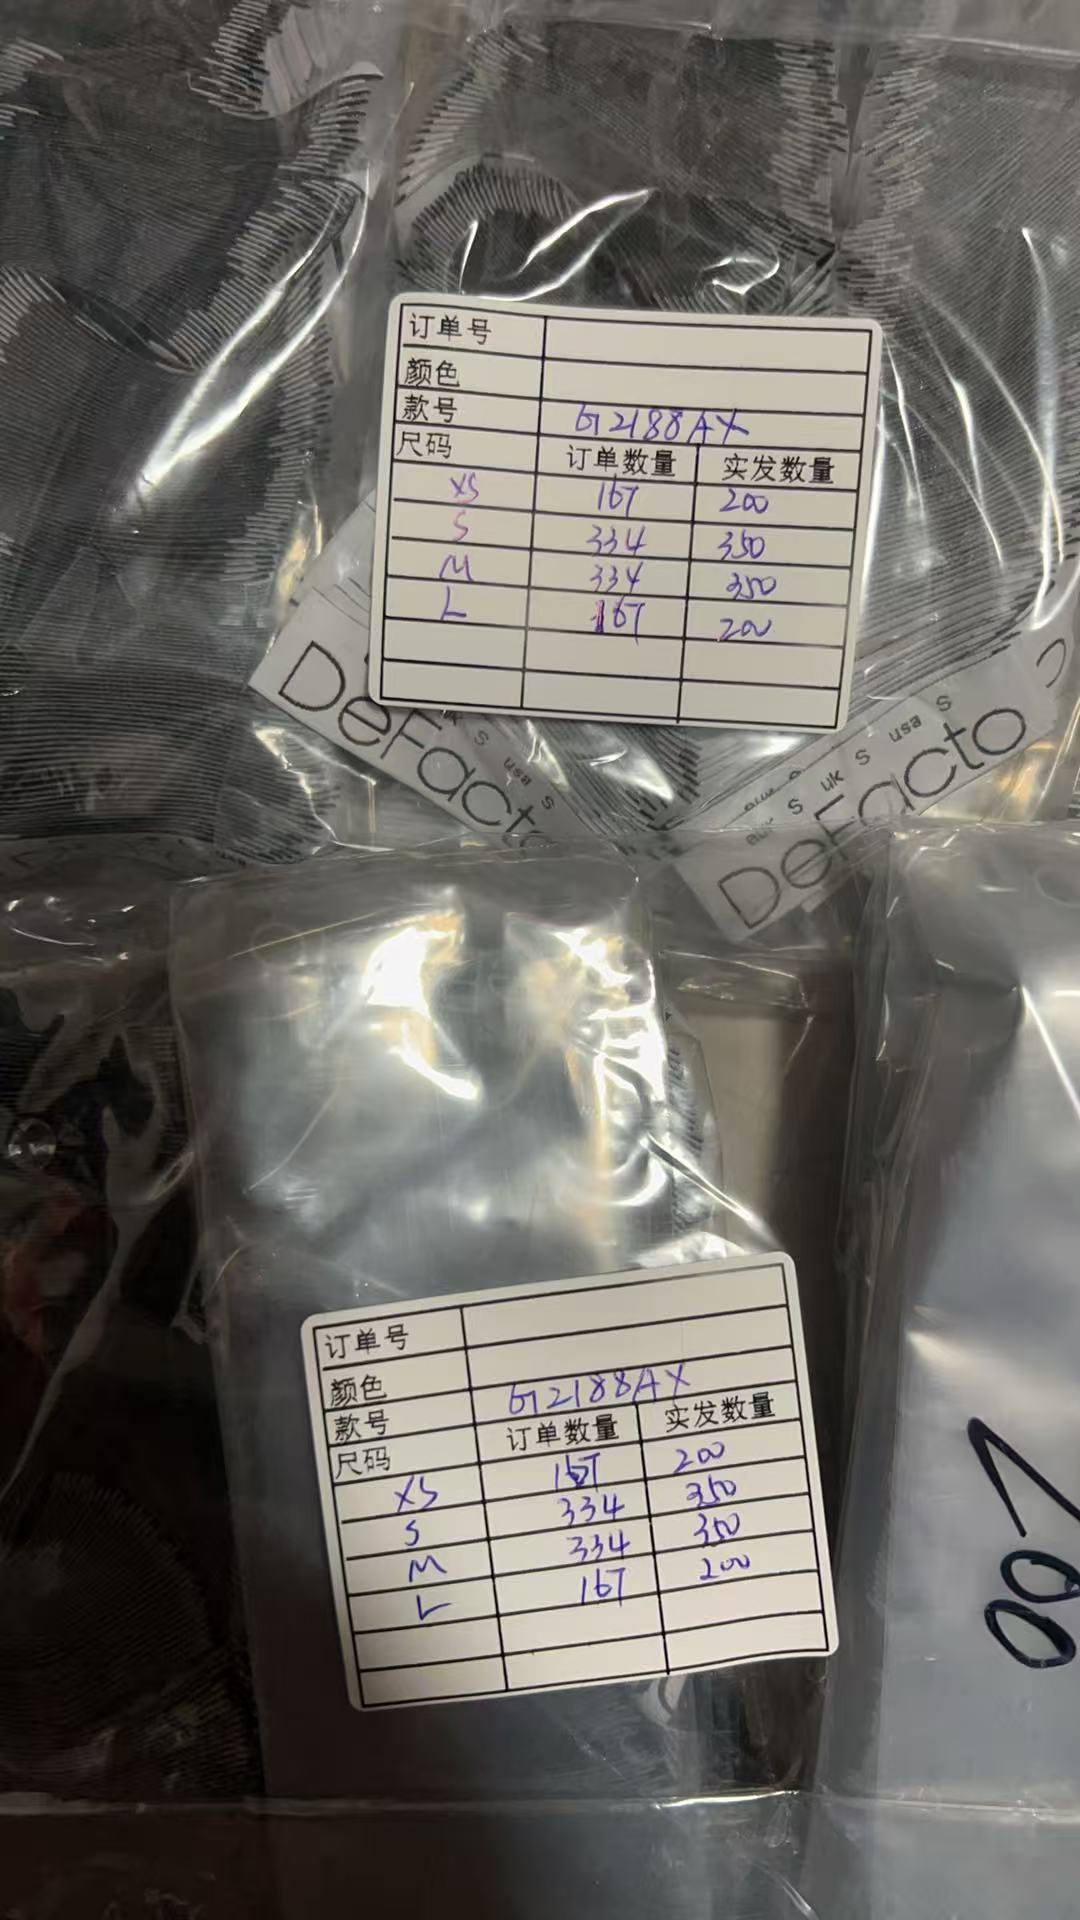 订单号
颜色
款号 G2188AX
尺码 订单数量 实发数量
XS 167 200
S 334 350
M 334 350
L 167 200
DeFacto
S usa S
eur S uk S usa S
DeFacto
订单号
颜色 G2188AX
款号
尺码 订单数量 实发数量
XS 167 200
S 334 350
M 334 350
L 167 200